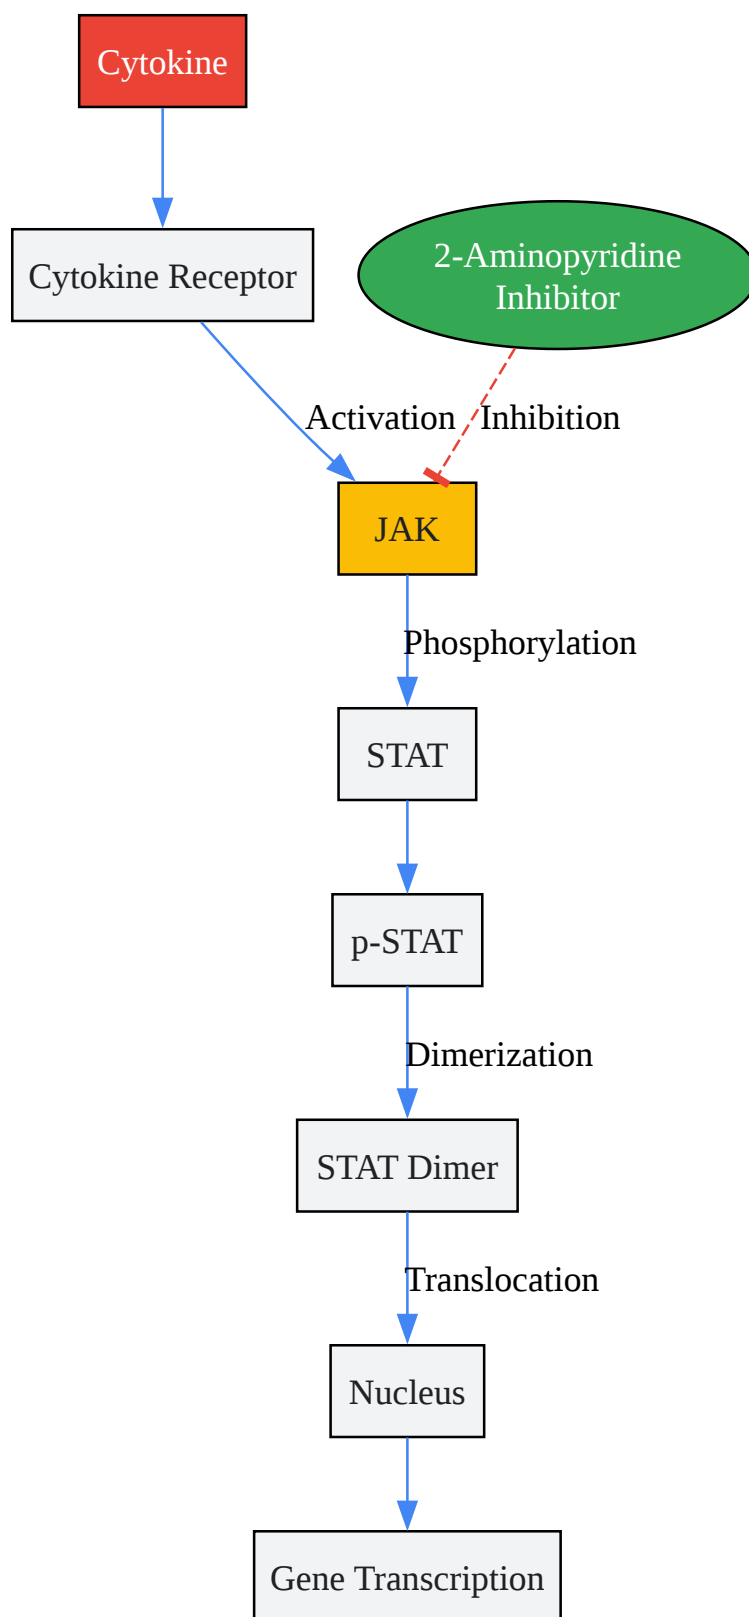 Cytokine
Cytokine Receptor
2-Aminopyridine
Inhibitor
Activation
Inhibition
JAK
Phosphorylation
STAT
p-STAT
Dimerization
STAT Dimer
Translocation
Nucleus
Gene Transcription